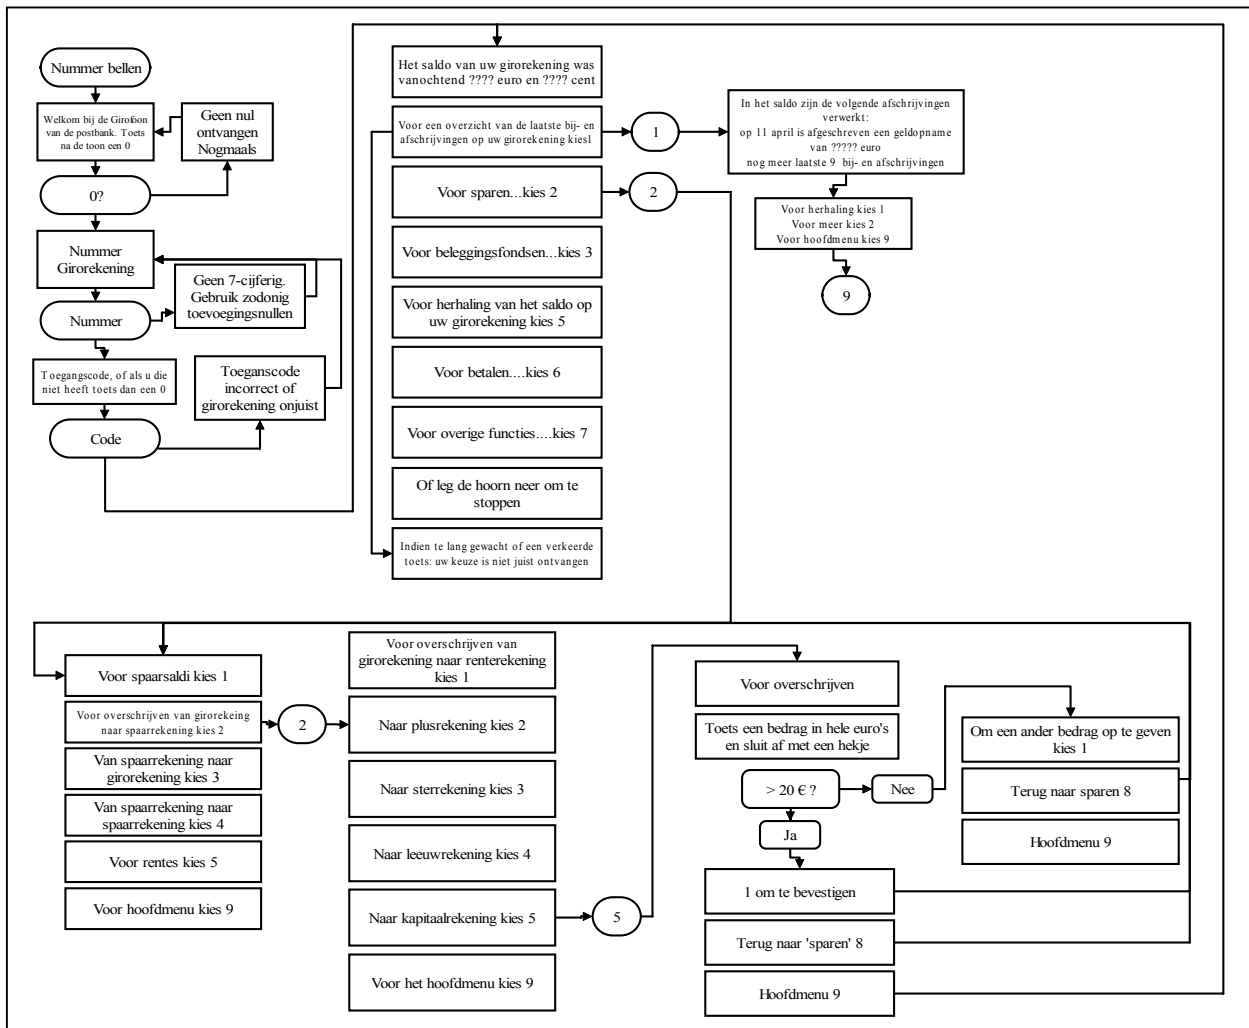 Nummer bellen
Welkom bij de Girofoon
van de postbank. Toets
na de toon een 0
Geen nul
ontvangen
Nogmaals
0?
Nummer
Girorekening
Geen 7-cijferig.
Gebruik zodonig
toevoegingsnullen
Nummer
Toegangscode, of als u die
niet heeft toets dan een 0
Toeganscode
incorrect of
girorekening onjuist
Code
Het saldo van uw girorekening was
vanochtend ???? euro en ???? cent
Voor een overzicht van de laatste bij- en
afschrijvingen op uw girorekening kies1
1
In het saldo zijn de volgende afschrijvingen
verwerkt:
op 11 april is afgeschreven een geldopname
van ????? euro
nog meer laatste 9 bij- en afschrijvingen
Voor sparen...kies 2
2
Voor herhaling kies 1
Voor meer kies 2
Voor hoofdmenu kies 9
9
Voor beleggingsfondsen...kies 3
Voor herhaling van het saldo op
uw girorekening kies 5
Voor betalen....kies 6
Voor overige functies....kies 7
Of leg de hoorn neer om te
stoppen
Indien te lang gewacht of een verkeerde
toets: uw keuze is niet juist ontvangen
Voor spaarsaldi kies 1
Voor overschrijven van girorekeing
naar spaarrekening kies 2
2
Van spaarrekening naar
girorekening kies 3
Van spaarrekening naar
spaarrekening kies 4
Voor rentes kies 5
Voor hoofdmenu kies 9
Voor overschrijven van
girorekening naar renterekening
kies 1
Naar plusrekening kies 2
Naar sterrekening kies 3
Naar leeuwrekening kies 4
Naar kapitaalrekening kies 5
5
Voor het hoofdmenu kies 9
Voor overschrijven
Toets een bedrag in hele euro's
en sluit af met een hekje
> 20 € ?
Nee
Ja
Om een ander bedrag op te geven
kies 1
Terug naar sparen 8
Hoofdmenu 9
1 om te bevestigen
Terug naar 'sparen' 8
Hoofdmenu 9